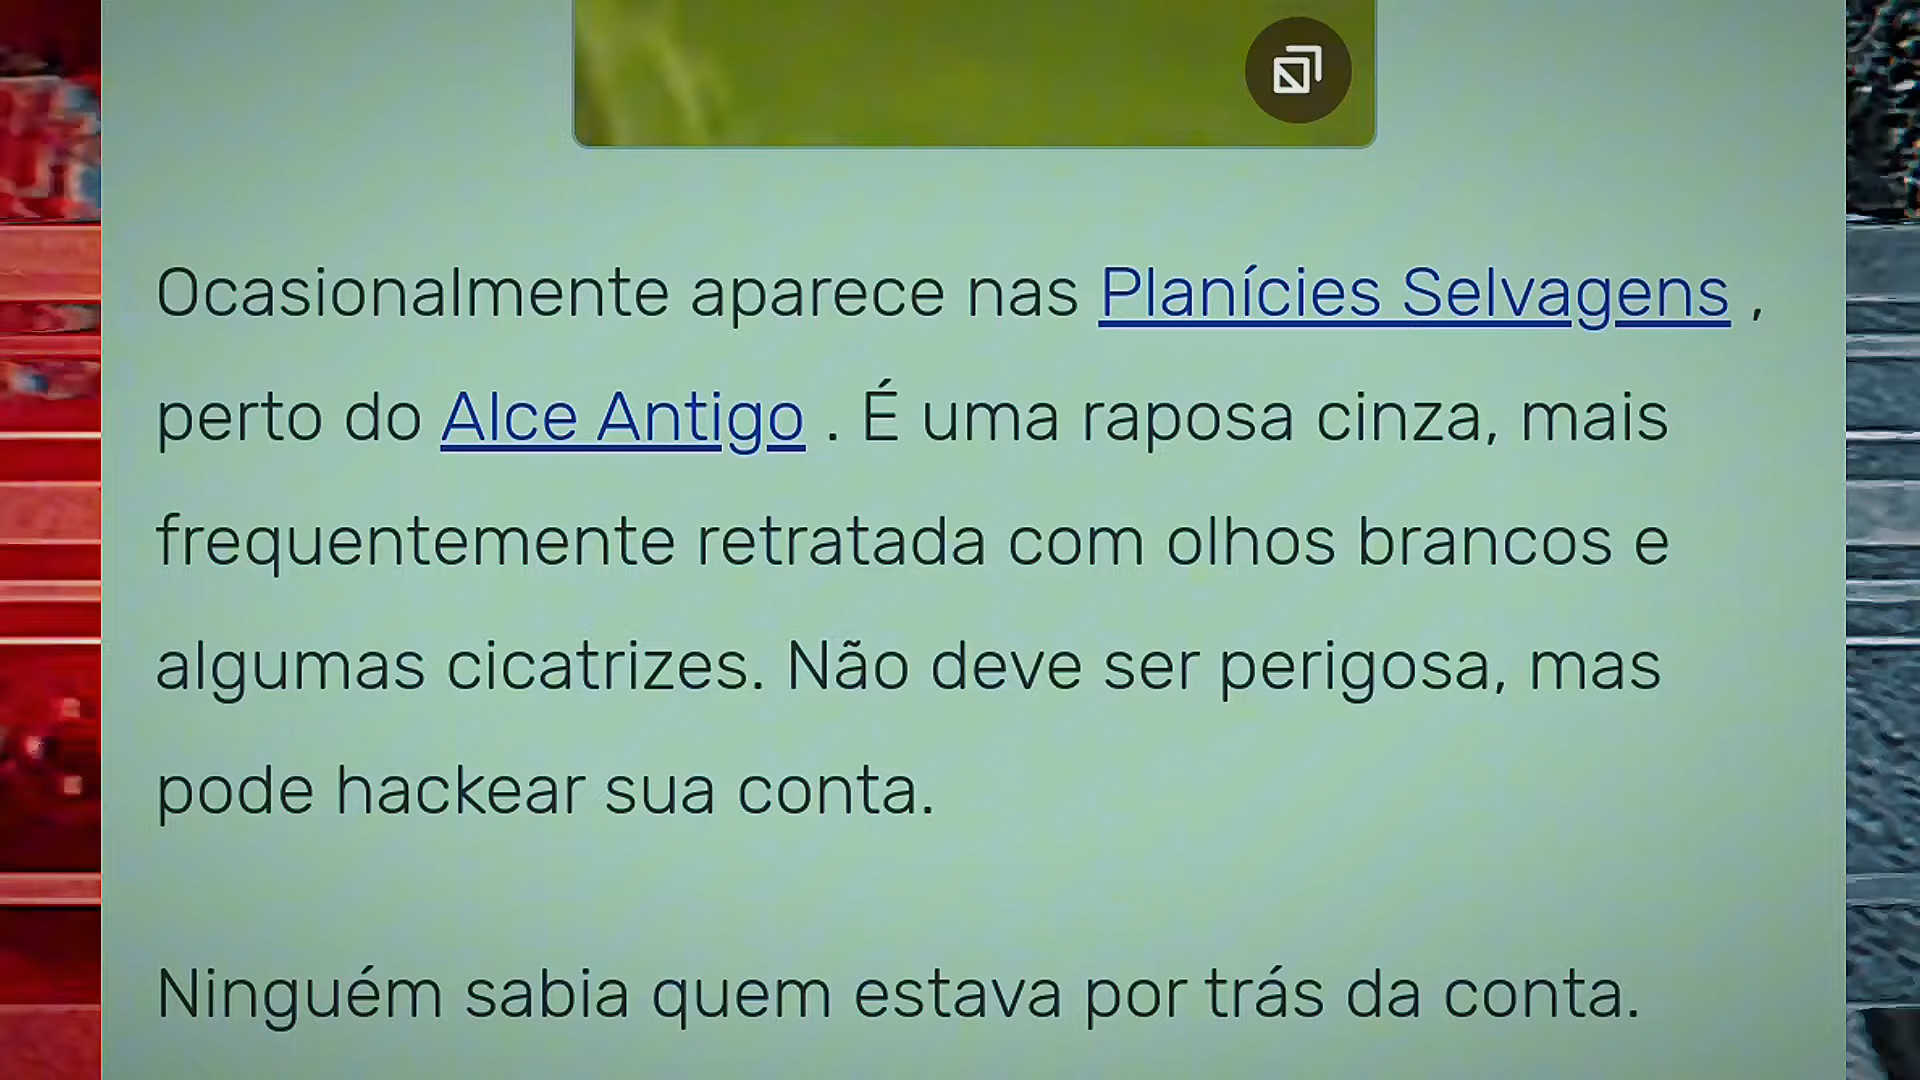 Ocasionalmente aparece nas Planícies Selvagens ,
perto do Alce Antigo . É uma raposa cinza, mais
frequentemente retratada com olhos brancos e
algumas cicatrizes. Não deve ser perigosa, mas
pode hackear sua conta.
Ninguém sabia quem estava por trás da conta.